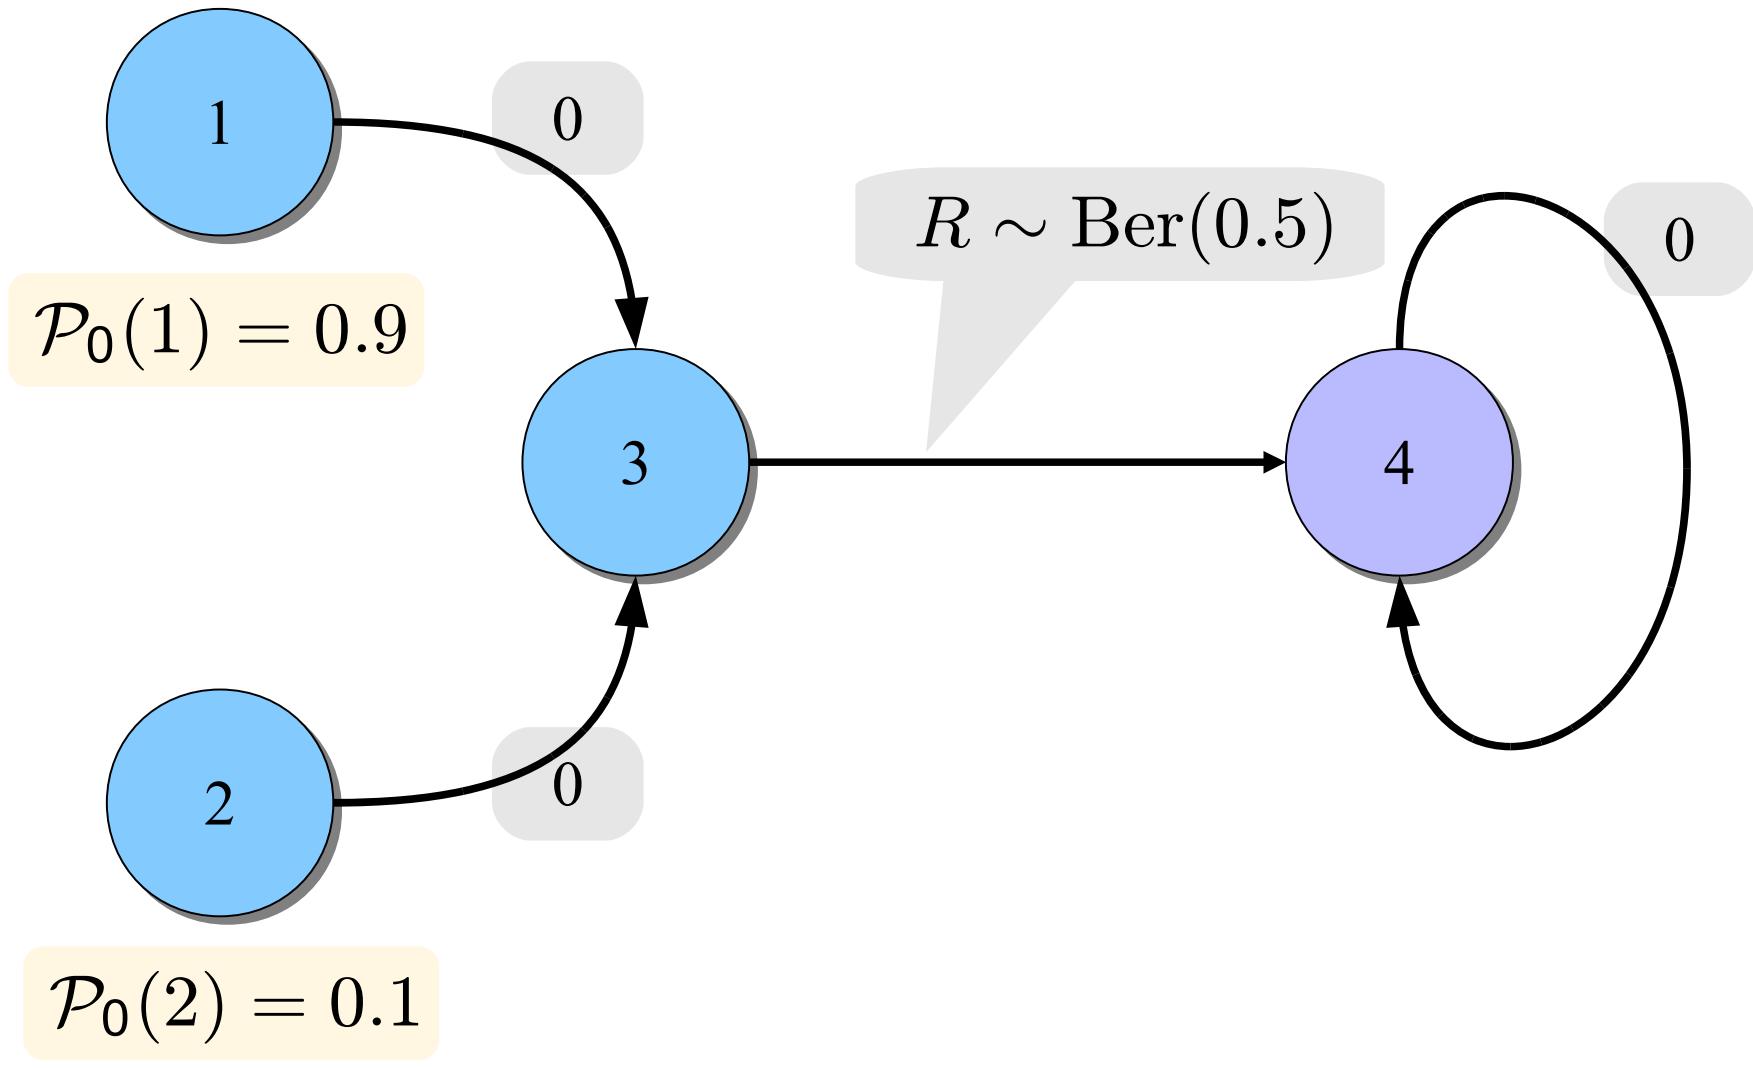 1
0
R ∼ Ber(0.5)
0
𝒫₀(1) = 0.9
3
4
2
0
𝒫₀(2) = 0.1